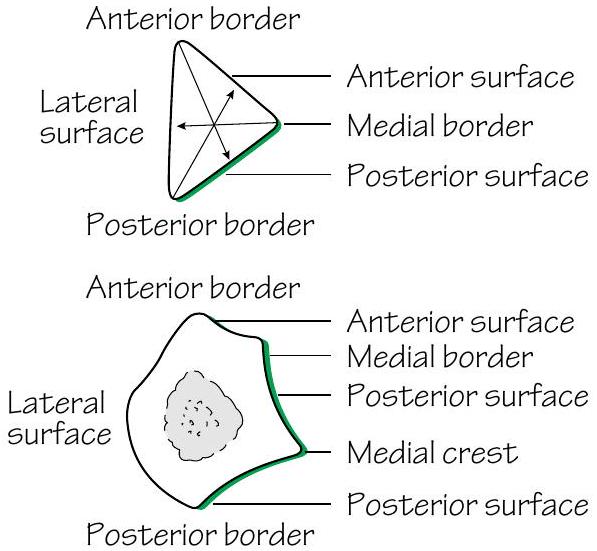 Anterior border
Lateral
surface
Anterior surface
Medial border
Posterior surface
Posterior border
Anterior border
Anterior surface
Medial border
Posterior surface
Lateral
surface
Medial crest
Posterior surface
Posterior border